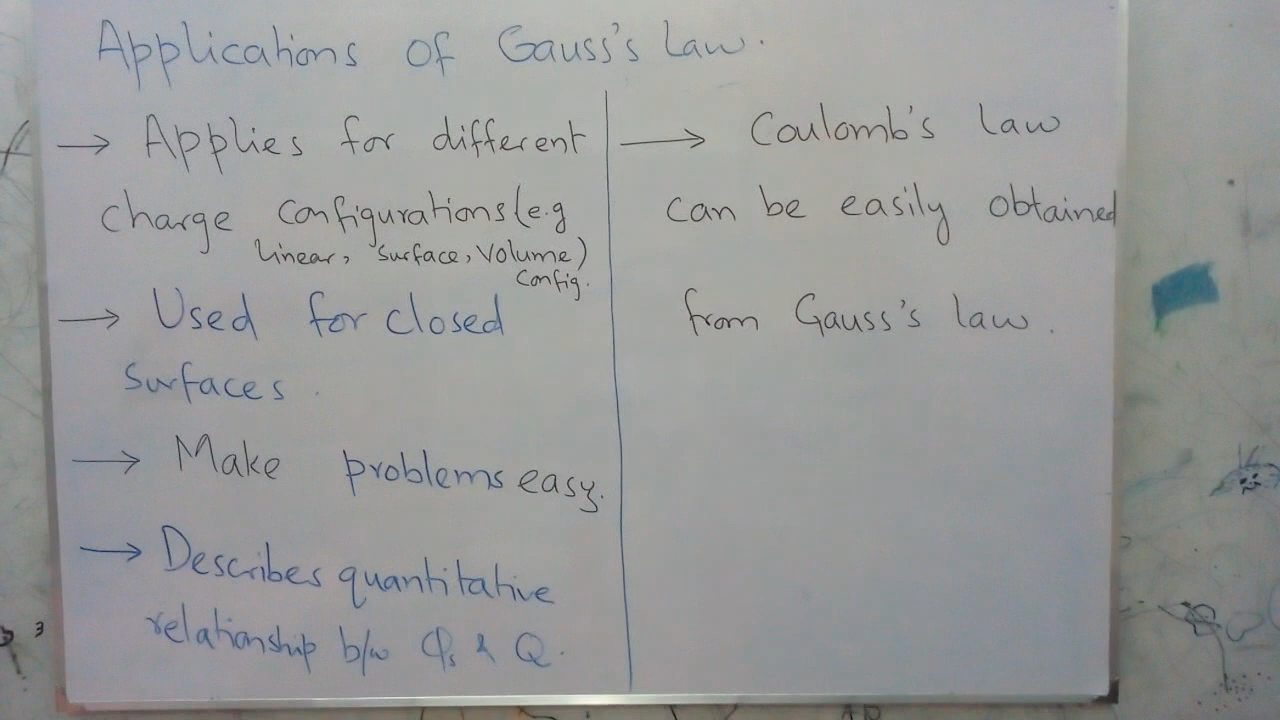 Applications of Gauss's Law.
→ Applies for different
charge configurations (e.g
linear, surface, volume)
config.
→ Used for closed
surfaces.
→ Make problems easy.
→ Describes quantitative
relationship b/w & Q.
→ Coulomb's law
can be easily obtained
from Gauss's law.